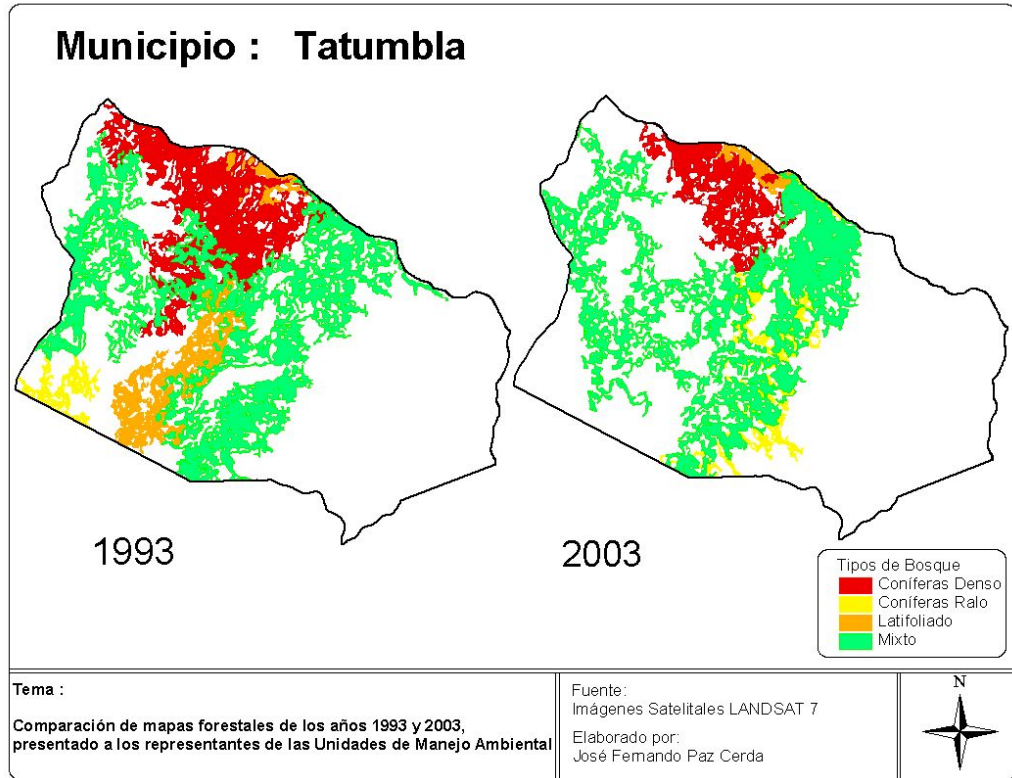 Municipio : Tatumbla
1993
2003
Tipos de Bosque
Coníferas Denso
Coníferas Ralo
Latifoliado
Mixto
Tema :
Comparación de mapas forestales de los años 1993 y 2003,
presentado a los representantes de las Unidades de Manejo Ambiental
Fuente:
Imágenes Satelitales LANDSAT 7
Elaborado por:
José Fernando Paz Cerda
N